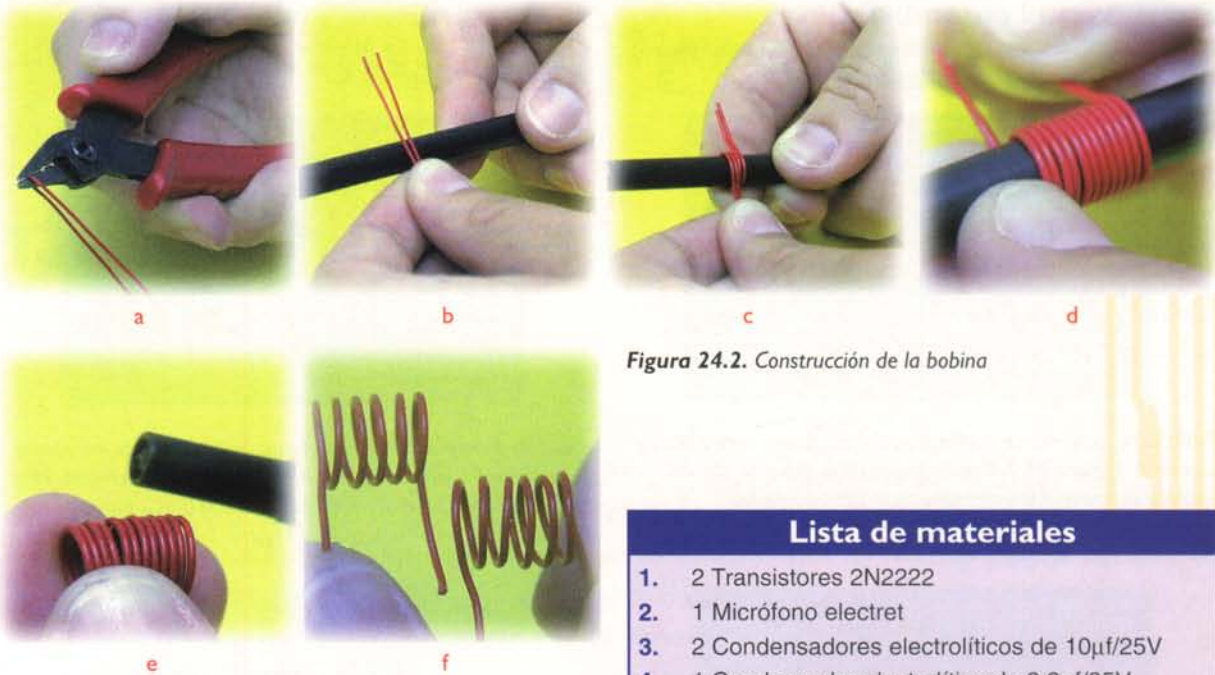 a
b
c
d
Figura 24.2. Construcción de la bobina
e
f
Lista de materiales
1. 2 Transistores 2N2222
2. 1 Micrófono electret
3. 2 Condensadores electrolíticos de 10µf/25V